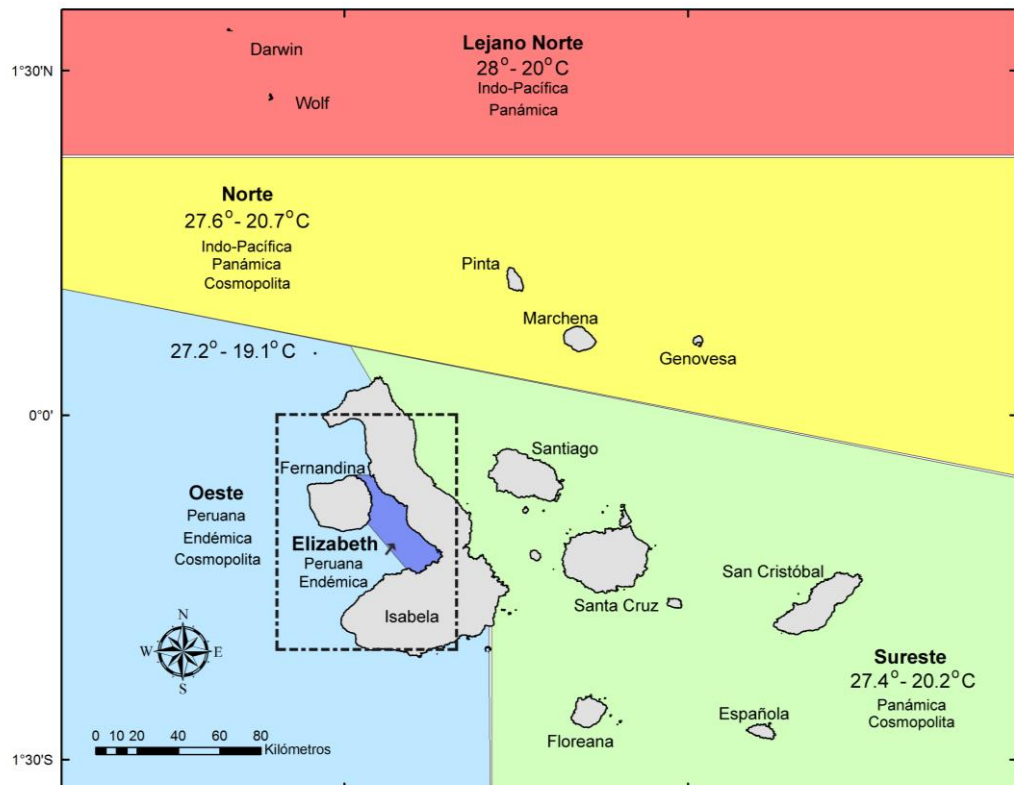 Darwin
Wolf
Lejano Norte
28°- 20°C
Indo-Pacífica
Panámica
1°30'N
Norte
27.6°- 20.7°C
Indo-Pacífica
Panámica
Cosmopolita
Pinta
Marchena
Genovesa
27.2° - 19.1°C
0°0'
Fernandina
Santiago
Oeste
Peruana
Endémica
Cosmopolita
Elizabeth
Peruana
Endémica
Isabela
Santa Cruz
San Cristóbal
N
W E
S
Sureste
27.4°- 20.2°C
Panámica
Cosmopolita
Floreana
Española
0 10 20 40 60 80
Kilómetros
1°30'S